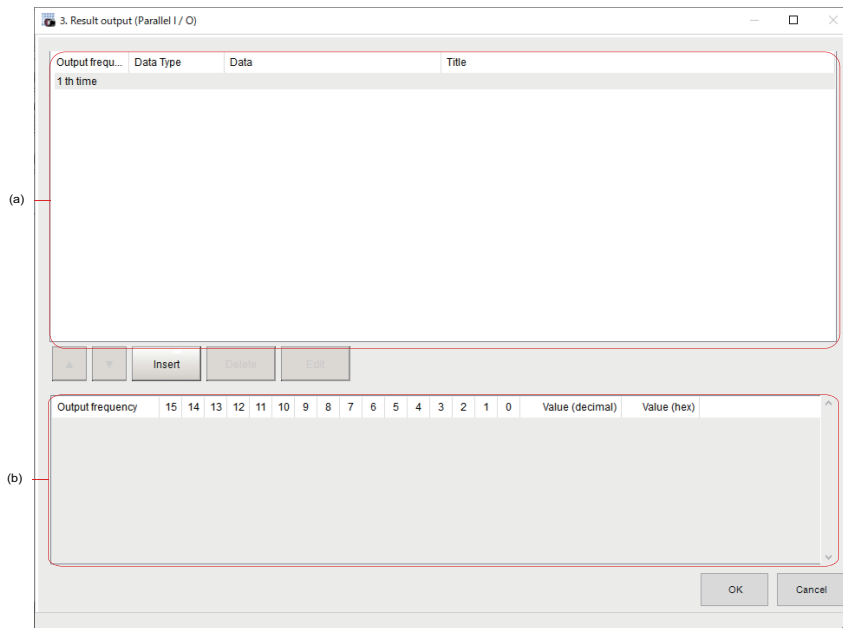 3. Result output (Parallel I / O)
Output frequ... Data Type Data Title
1 th time
(a)
▲ ▼ Insert Delete Edit
Output frequency 15 14 13 12 11 10 9 8 7 6 5 4 3 2 1 0 Value (decimal) Value (hex)
(b)
OK Cancel